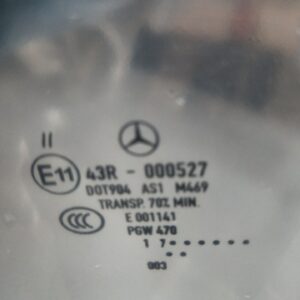 II
E11 43R - 000527
DOT904 AS1 M469
TRANSP. 70% MIN.
CCC E 001141
PGW 470
1 7
003